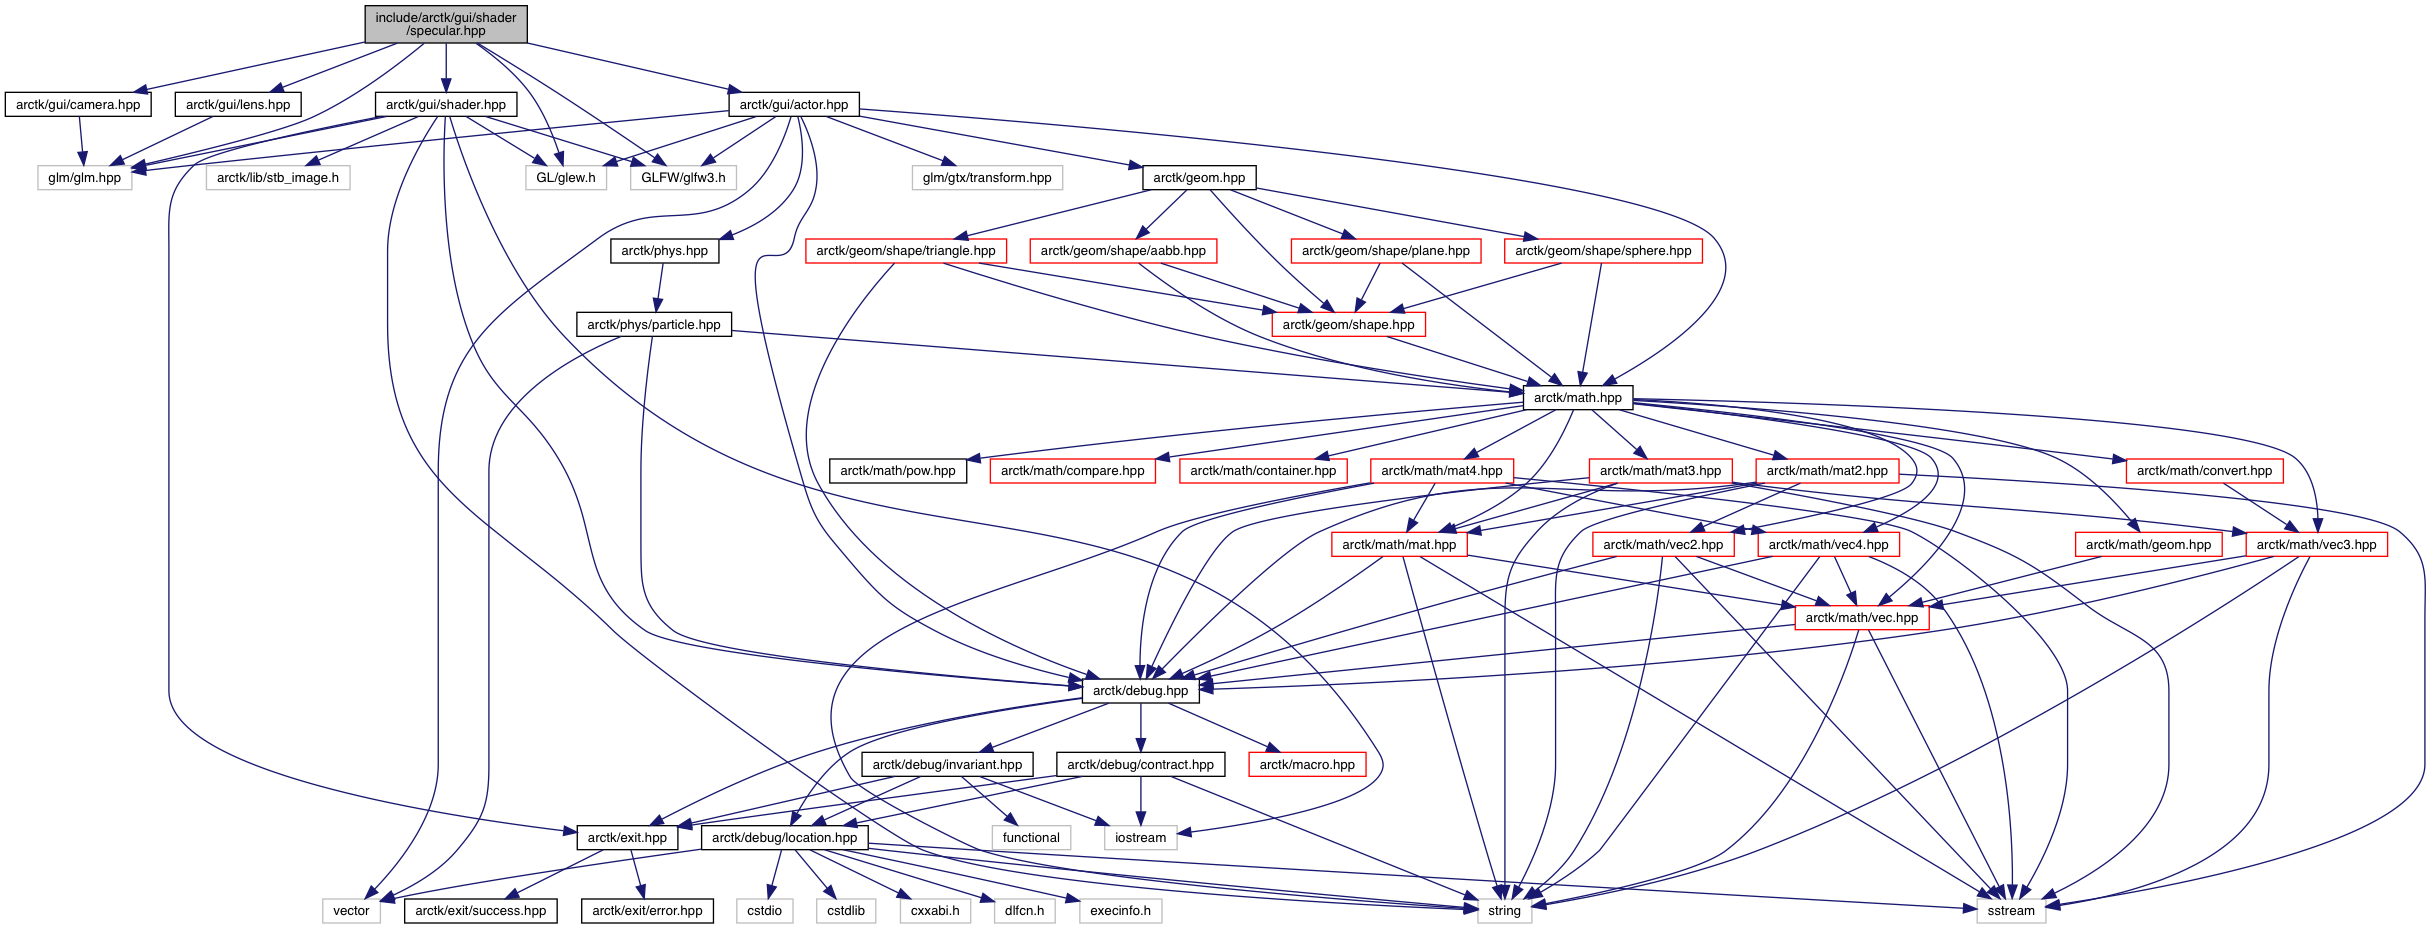 include/arctk/gui/shader
/specular.hpp
arctk/gui/camera.hpp
arctk/gui/lens.hpp
arctk/gui/shader.hpp
arctk/gui/actor.hpp
glm/glm.hpp
arctk/lib/stb_image.h
GL/glew.h
GLFW/glfw3.h
glm/gtx/transform.hpp
arctk/geom.hpp
arctk/phys.hpp
arctk/geom/shape/triangle.hpp
arctk/geom/shape/aabb.hpp
arctk/geom/shape/plane.hpp
arctk/geom/shape/sphere.hpp
arctk/phys/particle.hpp
arctk/geom/shape.hpp
arctk/math.hpp
arctk/math/pow.hpp
arctk/math/compare.hpp
arctk/math/container.hpp
arctk/math/mat4.hpp
arctk/math/mat3.hpp
arctk/math/mat2.hpp
arctk/math/convert.hpp
arctk/math/mat.hpp
arctk/math/vec2.hpp
arctk/math/vec4.hpp
arctk/math/geom.hpp
arctk/math/vec3.hpp
arctk/math/vec.hpp
arctk/debug.hpp
arctk/debug/invariant.hpp
arctk/debug/contract.hpp
arctk/macro.hpp
arctk/exit.hpp
arctk/debug/location.hpp
functional
iostream
vector
arctk/exit/success.hpp
arctk/exit/error.hpp
cstdio
cstdlib
cxxabi.h
dlfcn.h
execinfo.h
string
sstream